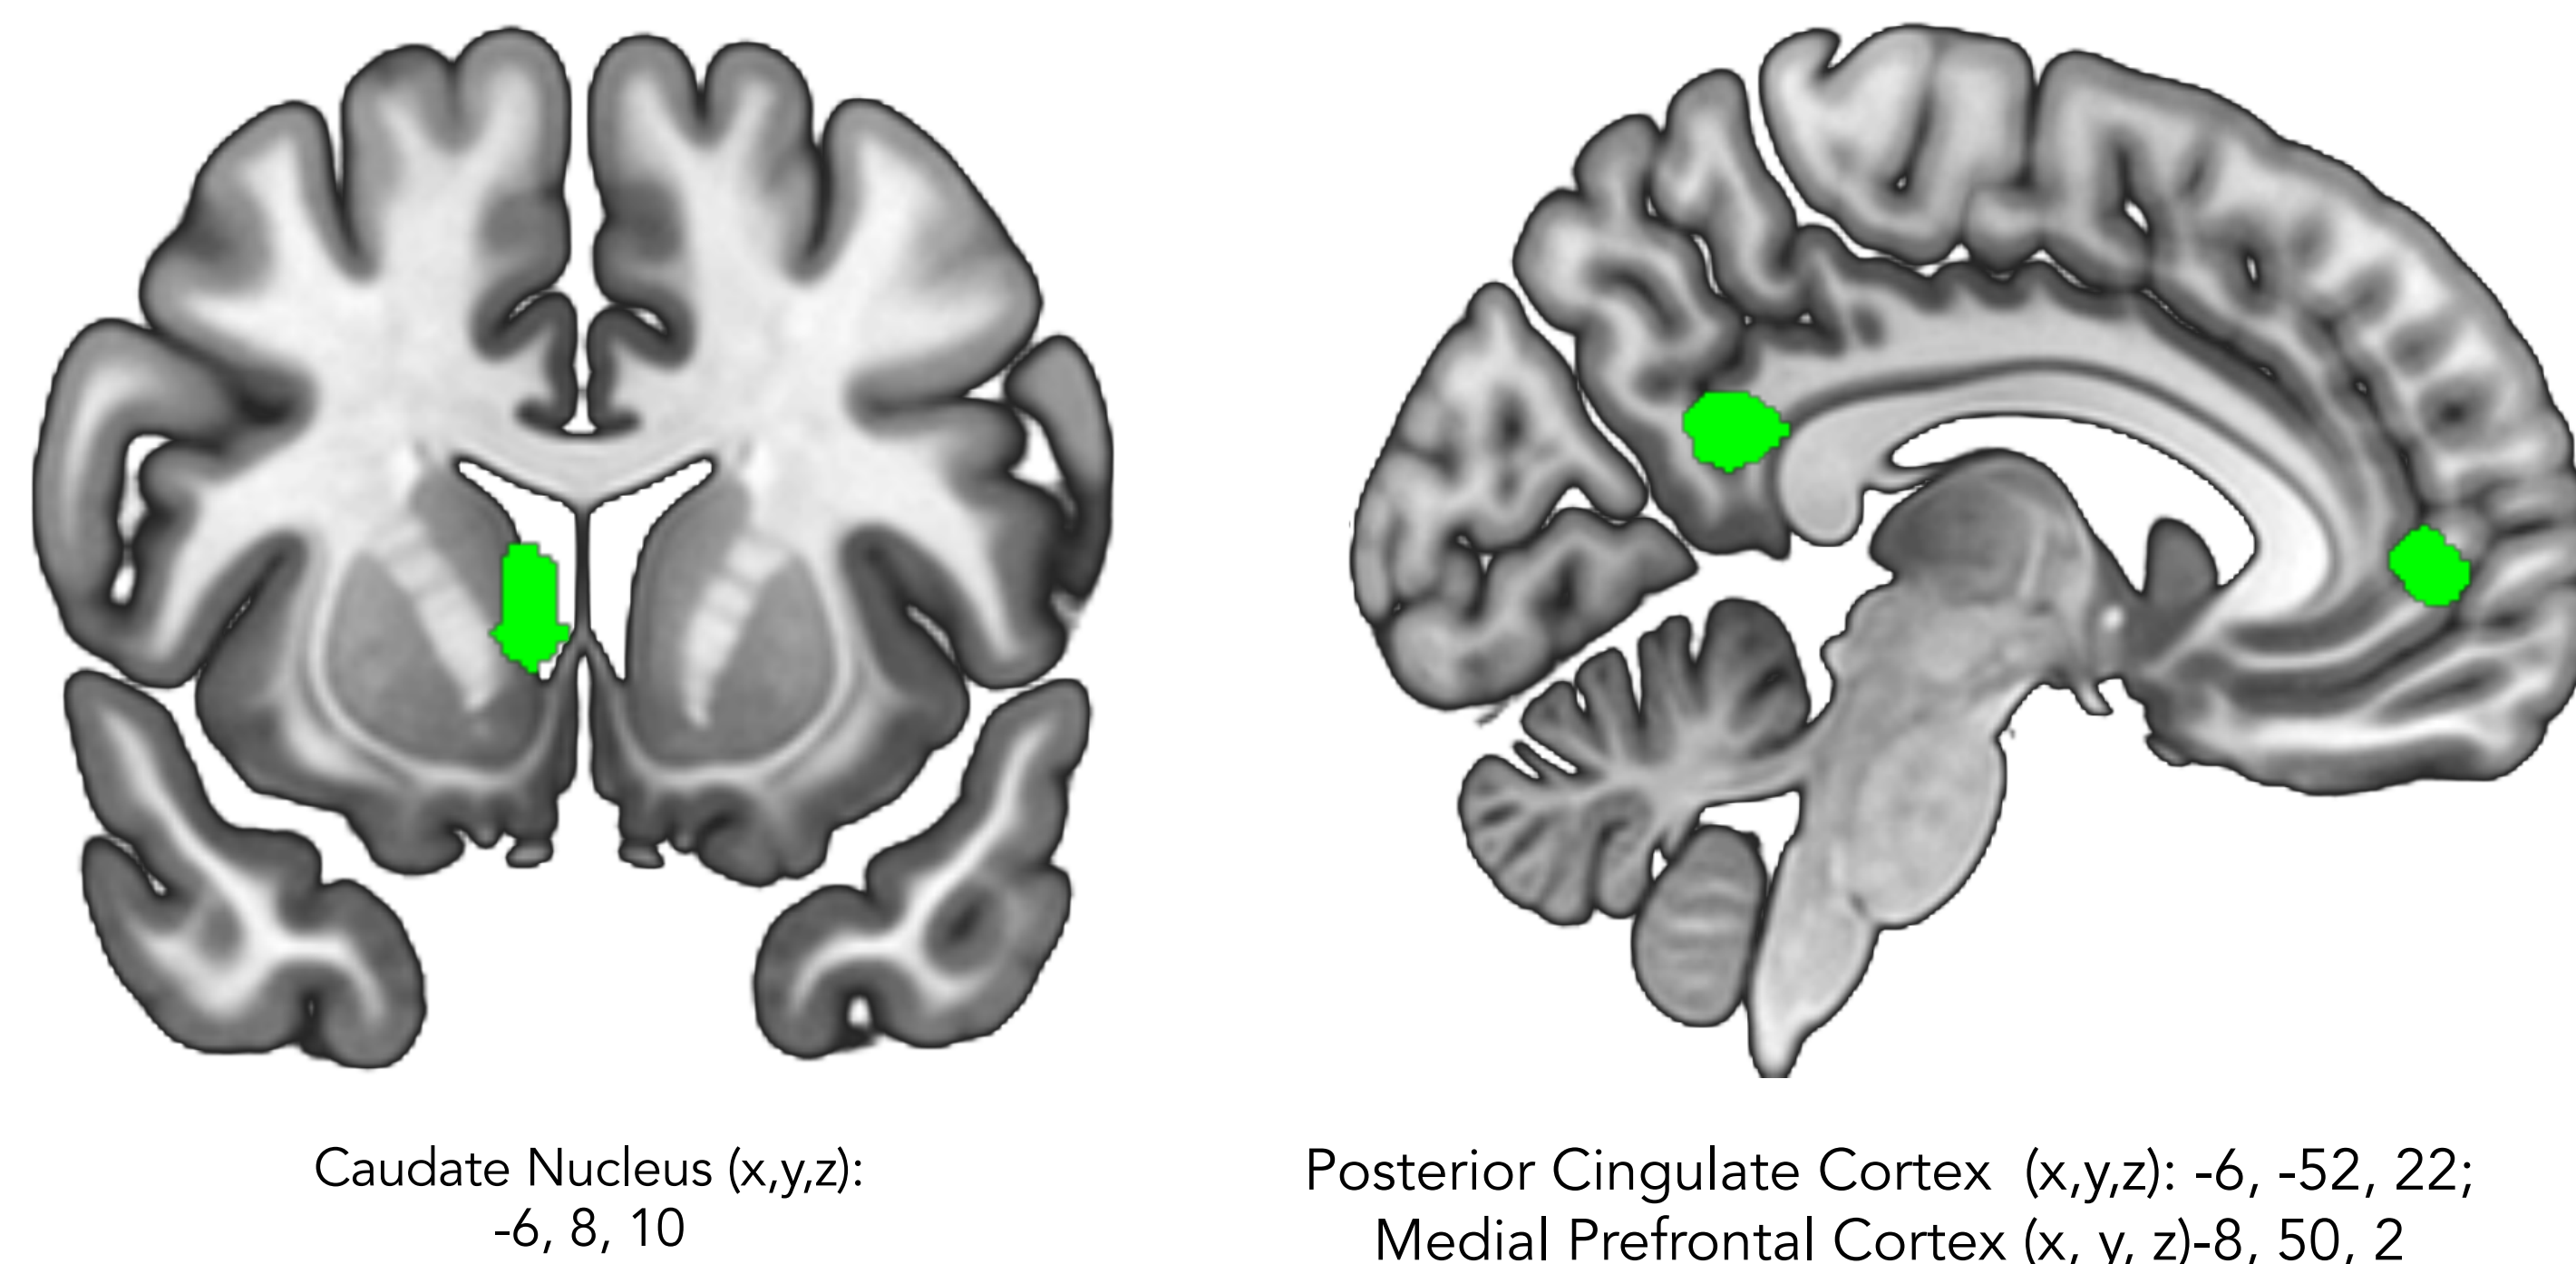 Caudate Nucleus (x,y,z):
-6, 8, 10
Posterior Cingulate Cortex  (x,y,z): -6, -52, 22;
Medial Prefrontal Cortex (x, y, z)-8, 50, 2